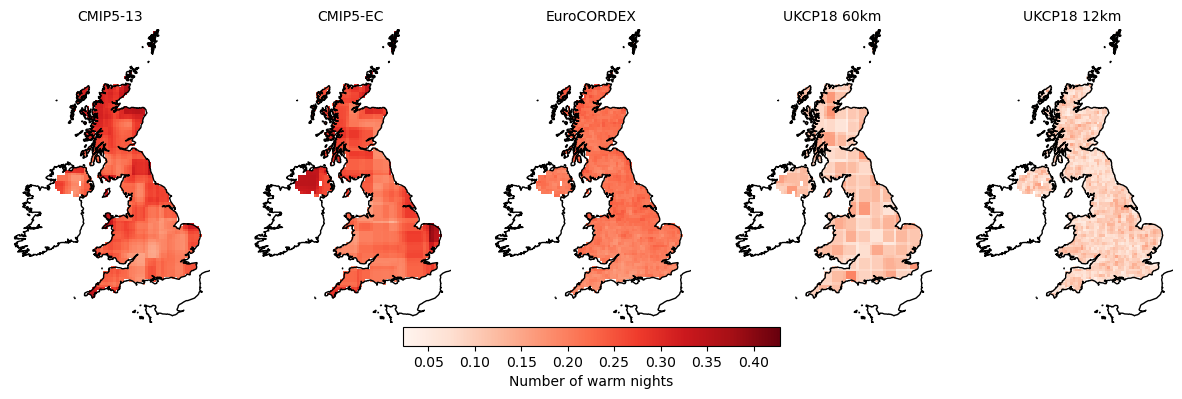 CMIP5-13
CMIP5-EC
EuroCORDEX
UKCP18 60km
UKCP18 12km
0.05 0.10 0.15 0.20 0.25 0.30 0.35 0.40
Number of warm nights